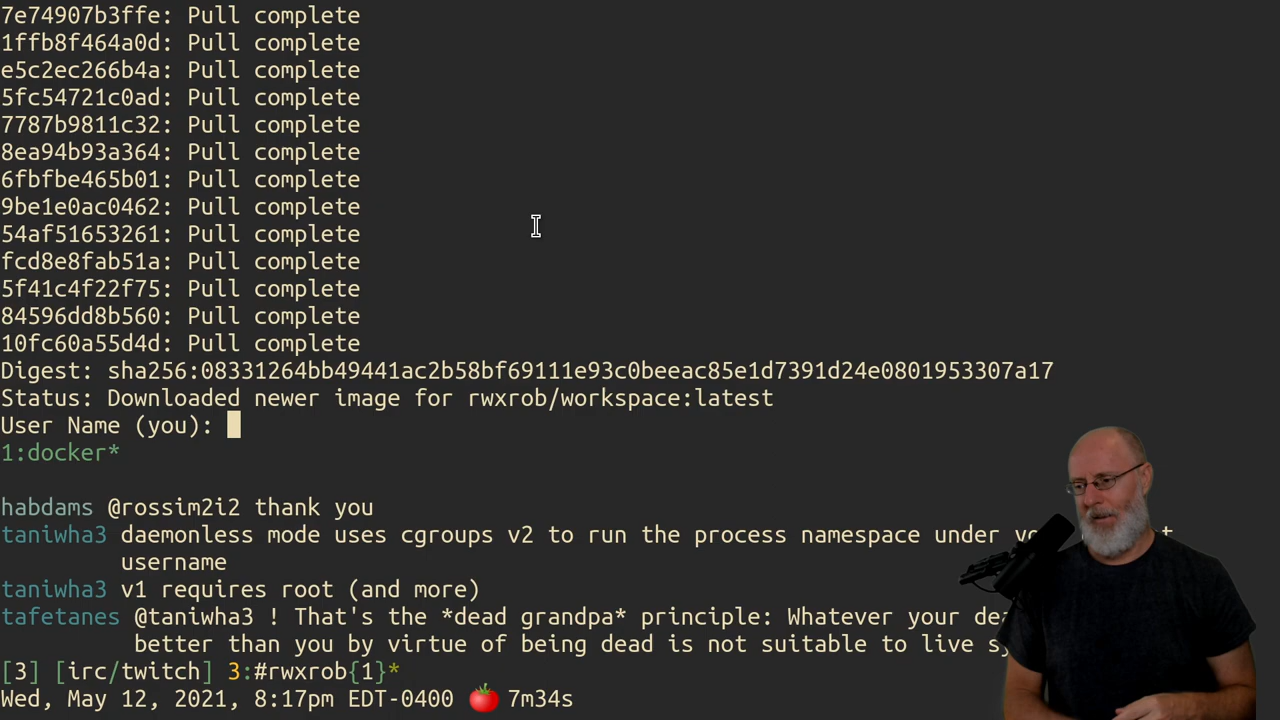 7e74907b3ffe: Pull complete
1ffb8f464a0d: Pull complete
e5c2ec266b4a: Pull complete
5fc54721c0ad: Pull complete
7787b9811c32: Pull complete
8ea94b93a364: Pull complete
6fbfbe465b01: Pull complete
9be1e0ac0462: Pull complete
54af51653261: Pull complete
fcd8e8fab51a: Pull complete
5f41c4f22f75: Pull complete
84596dd8b560: Pull complete
10fc60a55d4d: Pull complete
Digest: sha256:08331264bb49441ac2b58bf69111e93c0beeac85e1d7391d24e0801953307a17
Status: Downloaded newer image for rwxrob/workspace:latest
User Name (you):
1:docker*
habdams @rossim2i2 thank you
taniwha3 daemonless mode uses cgroups v2 to run the process namespace under
username
taniwha3 v1 requires root (and more)
tafetanes @taniwha3 ! That's the *dead grandpa* principle: Whatever your
better than you by virtue of being dead is not suitable to live
[3] [irc/twitch] 3:#rwxrob{1}*
Wed, May 12, 2021, 8:17pm EDT-0400 🍅 7m34s